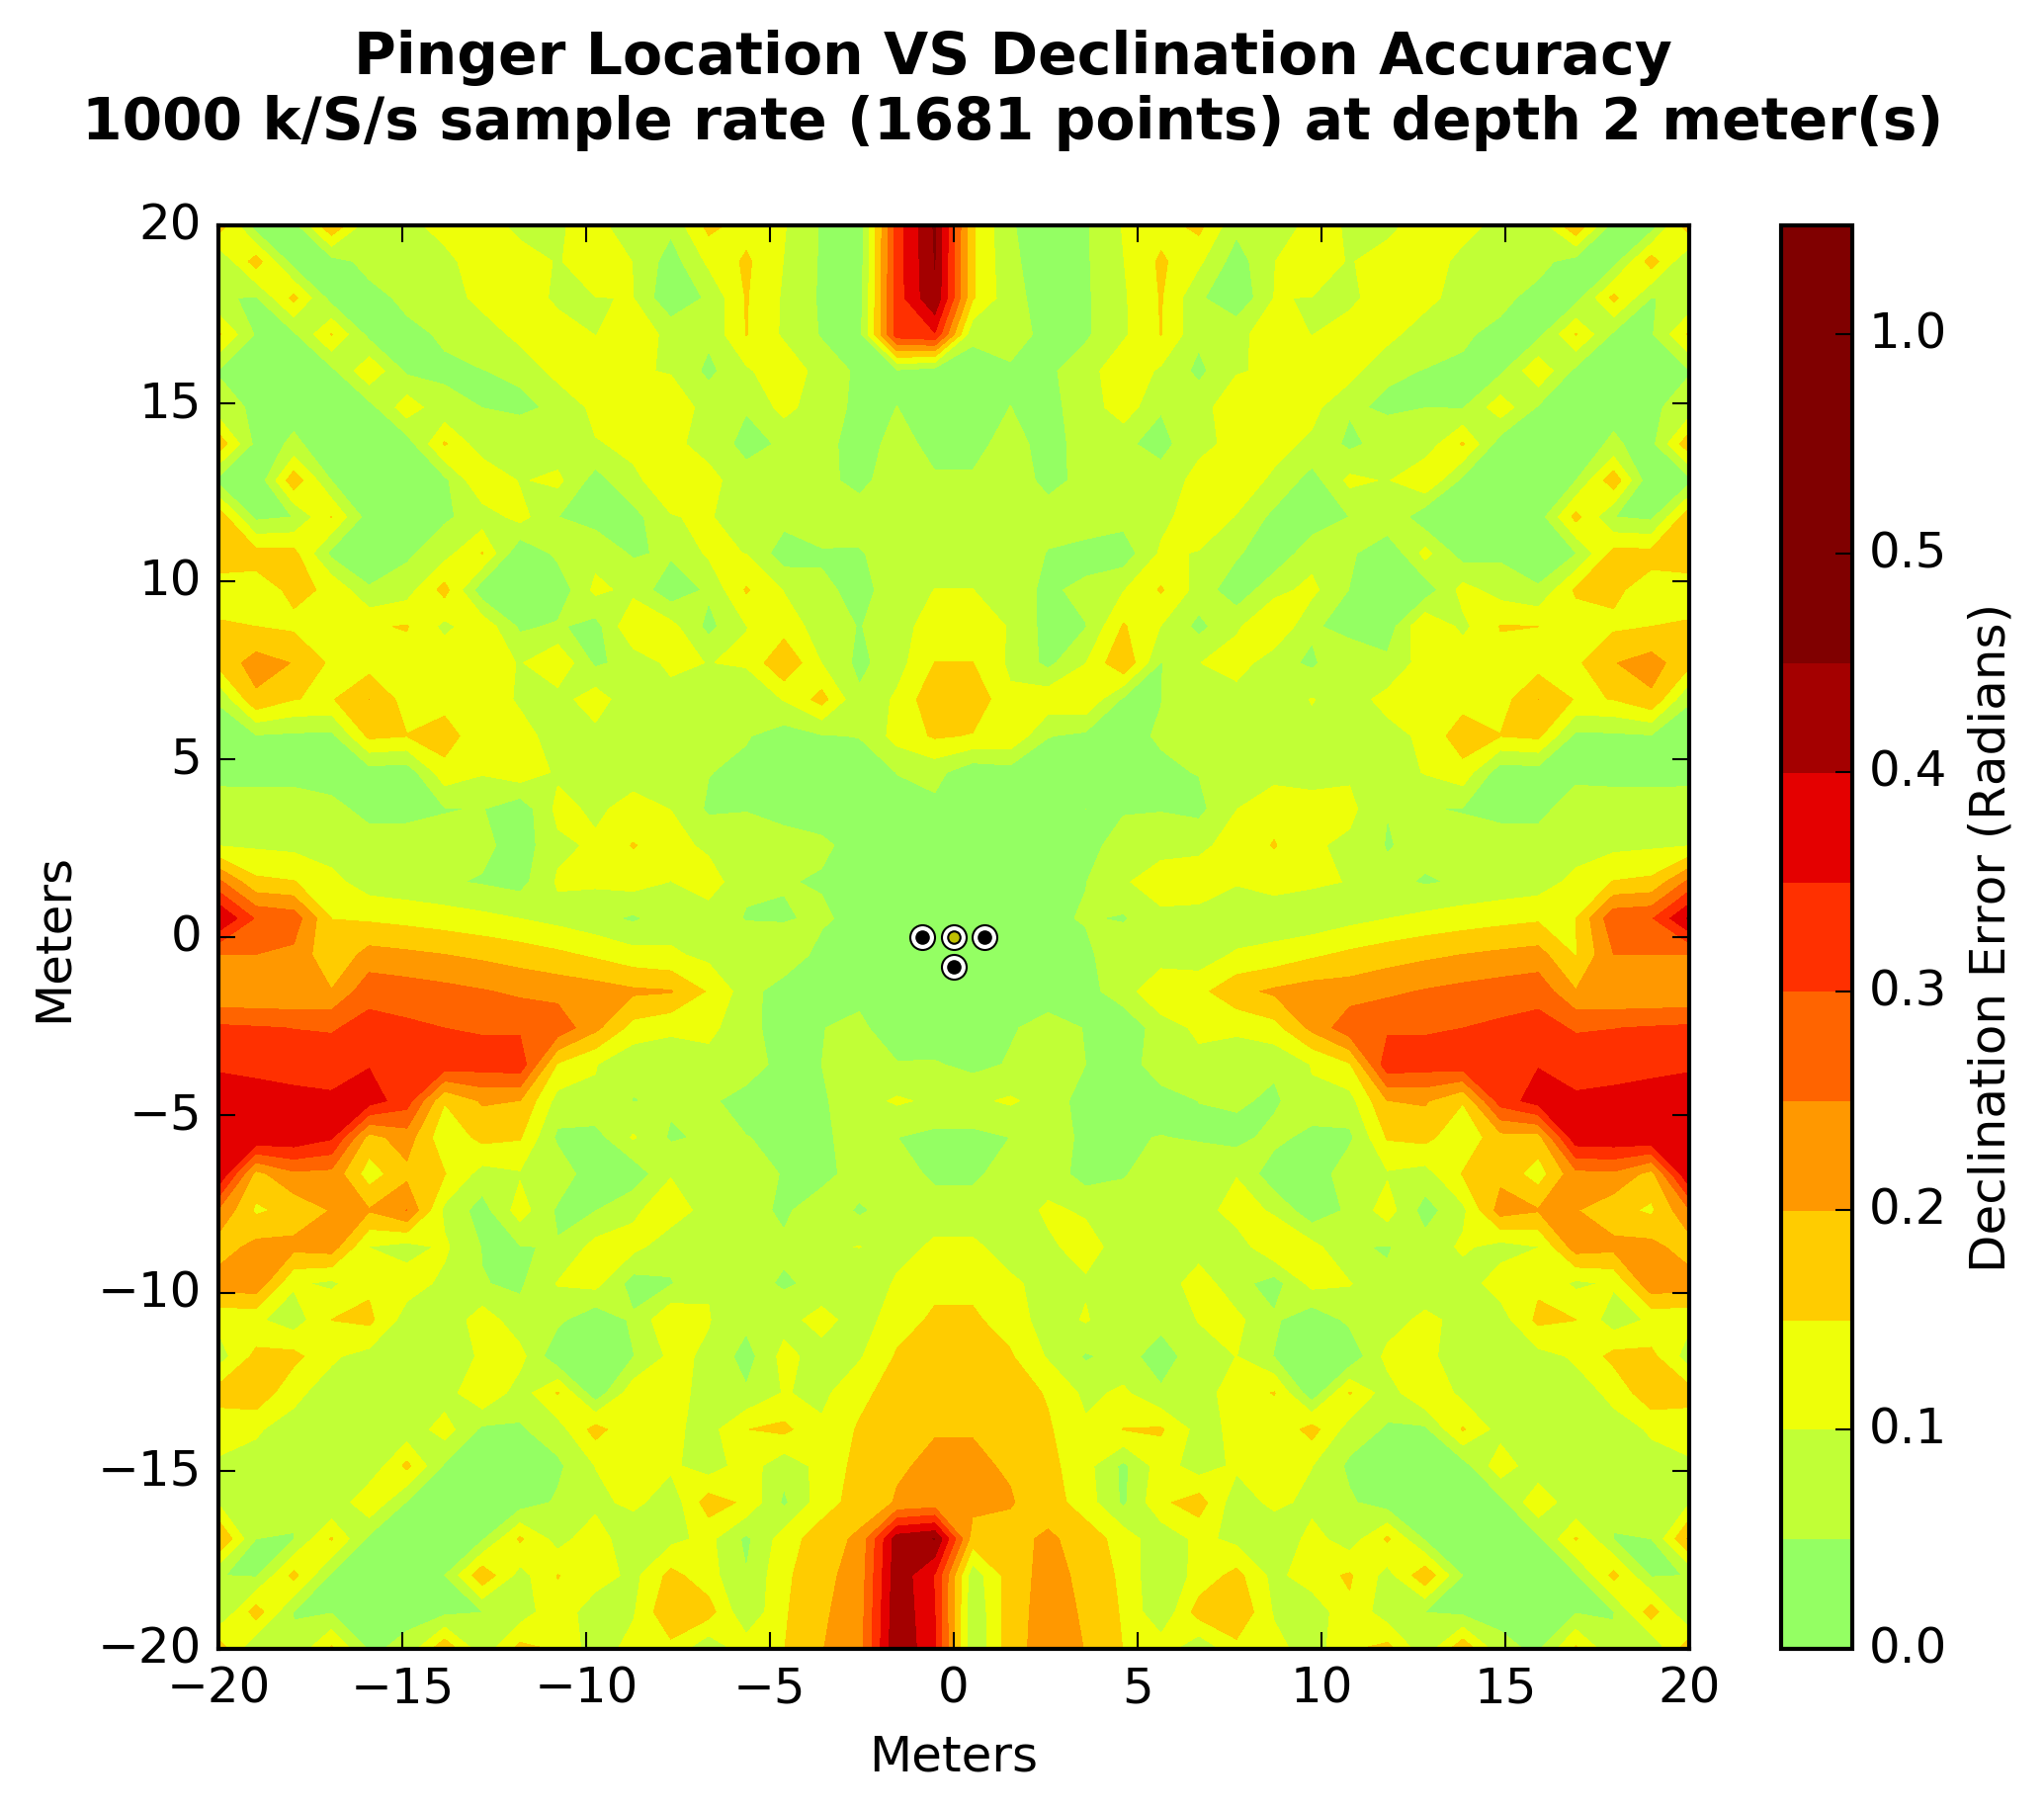 Pinger Location VS Declination Accuracy
1000 k/S/s sample rate (1681 points) at depth 2 meter(s)
20
15
10
5
0
−5
−10
−15
−20
Meters
−20 −15 −10 −5 0 5 10 15 20
Meters
1.0
0.5
0.4
0.3
0.2
0.1
0.0
Declination Error (Radians)